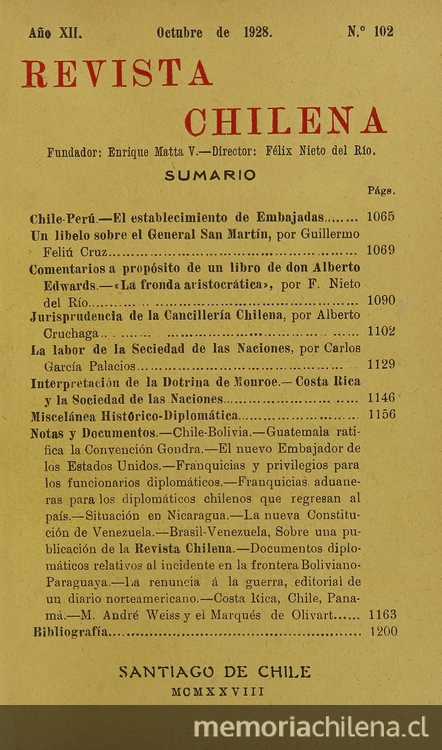 Año XII. Octubre de 1928. N.º 102
REVISTA
CHILENA
Fundador: Enrique Matta V.—Director: Félix Nieto del Río.
SUMARIO
Págs.
Chile-Perú.—El establecimiento de Embajadas........ 1065
Un libelo sobre el General San Martín, por Guillermo
Feliú Cruz........ 1069
Comentarios a propósito de un libro de don Alberto
Edwards.—«La fronda aristocrática», por F. Nieto
del Río........ 1090
Jurisprudencia de la Cancillería Chilena, por Alberto
Cruchaga........ 1102
La labor de la Seciedad de las Naciones, por Carlos
García Palacios........ 1129
Interpretación de la Dotrina de Monroe.—Costa Rica
y la Sociedad de las Naciones........ 1146
Miscelánea Histórico-Diplomática........ 1156
Notas y Documentos.—Chile-Bolivia.—Guatemala rati-
fica la Convención Gondra.—El nuevo Embajador de
los Estados Unidos.—Franquicias y privilegios para
los funcionarios diplomáticos.—Franquicias aduane-
ras para los diplomáticos chilenos que regresan al
país.—Situación en Nicaragua.—La nueva Constitu-
ción de Venezuela.—Brasil-Venezuela, Sobre una pu-
blicación de la Revista Chilena.—Documentos diplo-
máticos relativos al incidente en la frontera Boliviano-
Paraguaya.—La renuncia á la guerra, editorial de
un diario norteamericano.—Costa Rica, Chile, Pana-
má.—M. André Weiss y el Marqués de Olivart...... 1163
Bibliografía........ 1200
SANTIAGO DE CHILE
MCMXXVIII
memoriachilena.cl